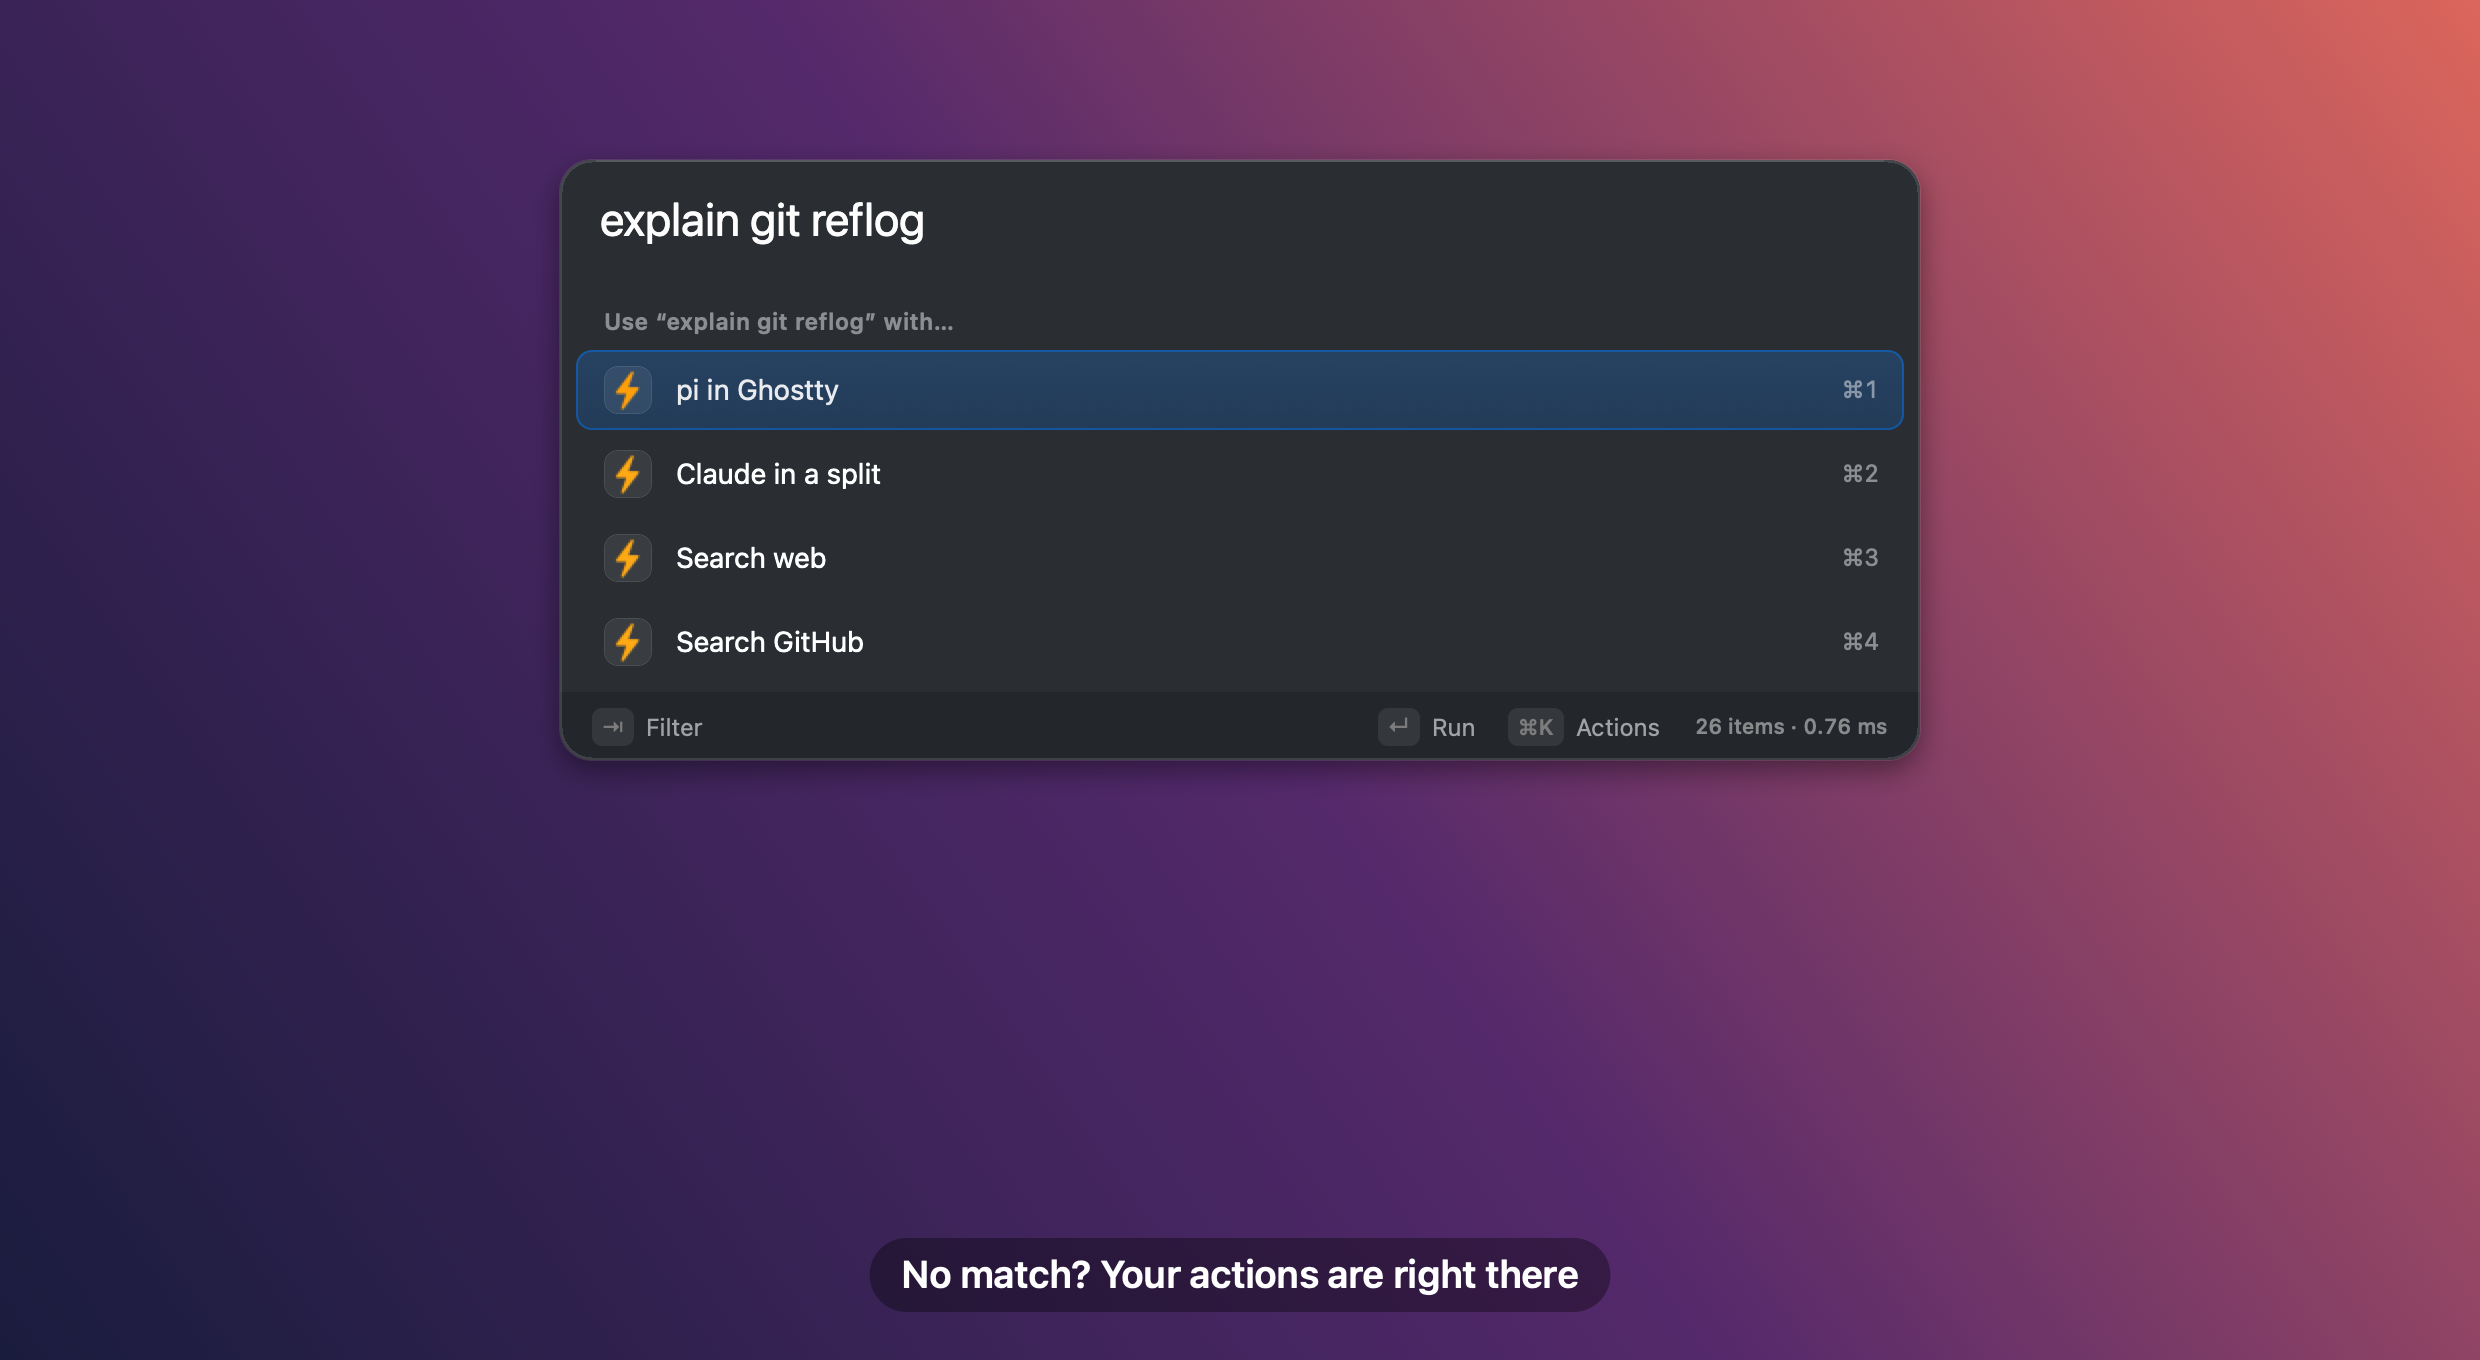 explain git reflog
Use “explain git reflog” with...
pi in Ghostty ⌘1
Claude in a split ⌘2
Search web ⌘3
Search GitHub ⌘4
⇥ Filter ↵ Run ⌘K Actions 26 items · 0.76 ms
No match? Your actions are right there